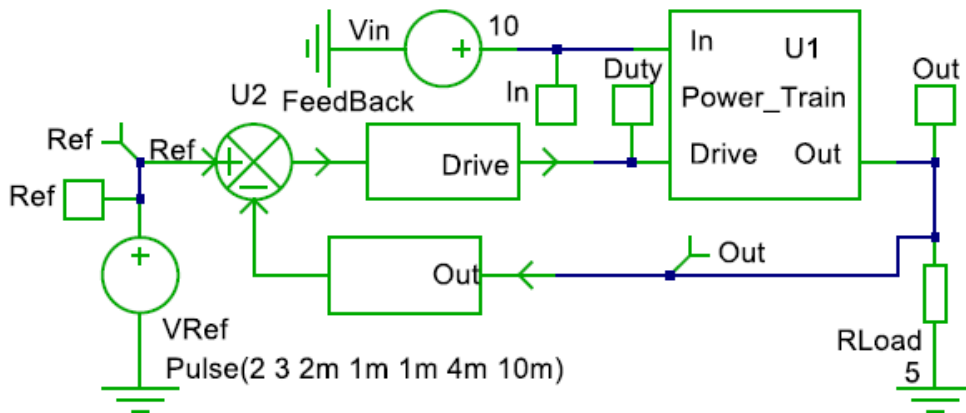 Vin
10
In
U1
Power_Train
Drive
Out
Duty
In
Out
U2
FeedBack
Ref
Ref
Drive
Ref
Out
Out
VRef
Pulse(2 3 2m 1m 1m 4m 10m)
RLoad
5